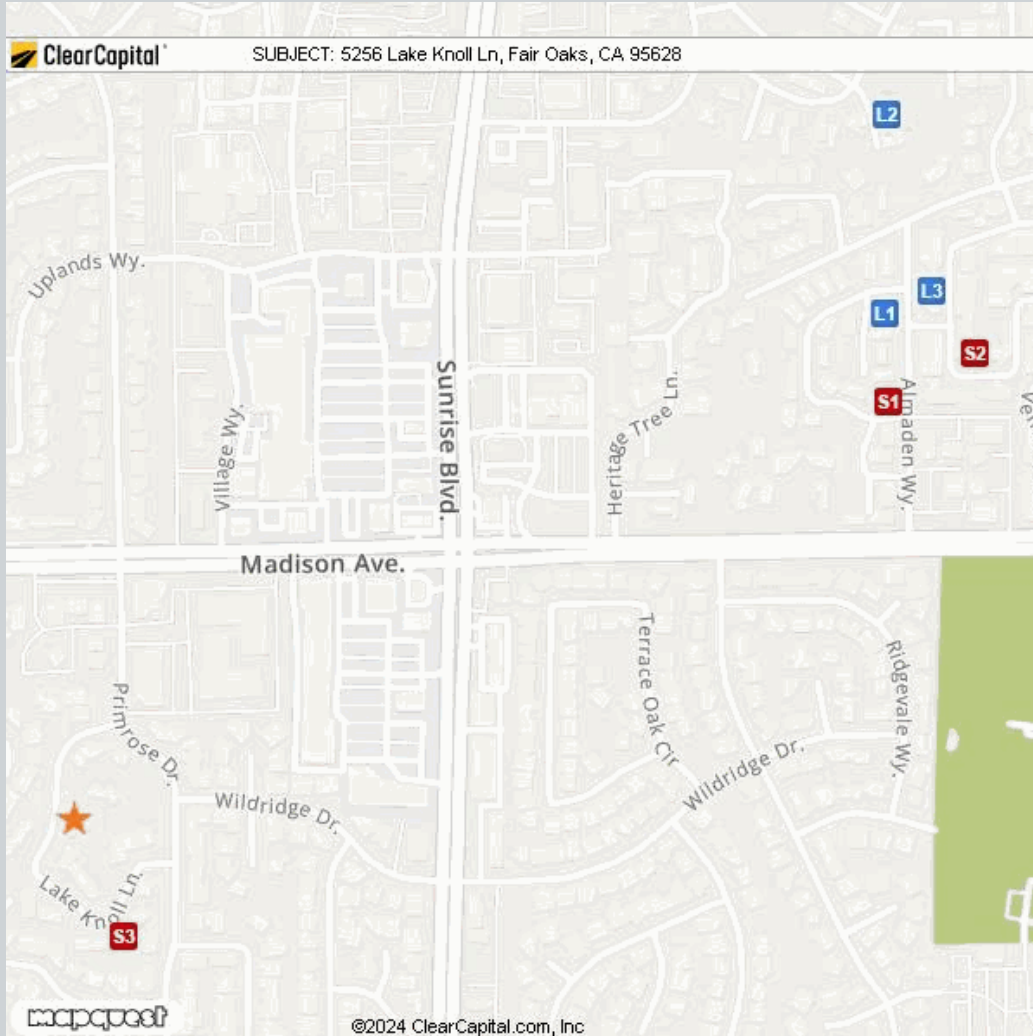 ClearCapital
SUBJECT: 5256 Lake Knoll Ln, Fair Oaks, CA 95628
L2
Uplands Wy.
L3
L1
S2
Sunrise Blvd.
S1
Almaden Wy.
Heritage Tree Ln.
Village Wy.
Madison Ave.
Terrace Oak Cir
Ridgevale Wy.
Primrose Dr.
Wildridge Dr.
Wildridge Dr.
Lake Knoll Ln.
S3
mapquest
©2024 ClearCapital.com, Inc